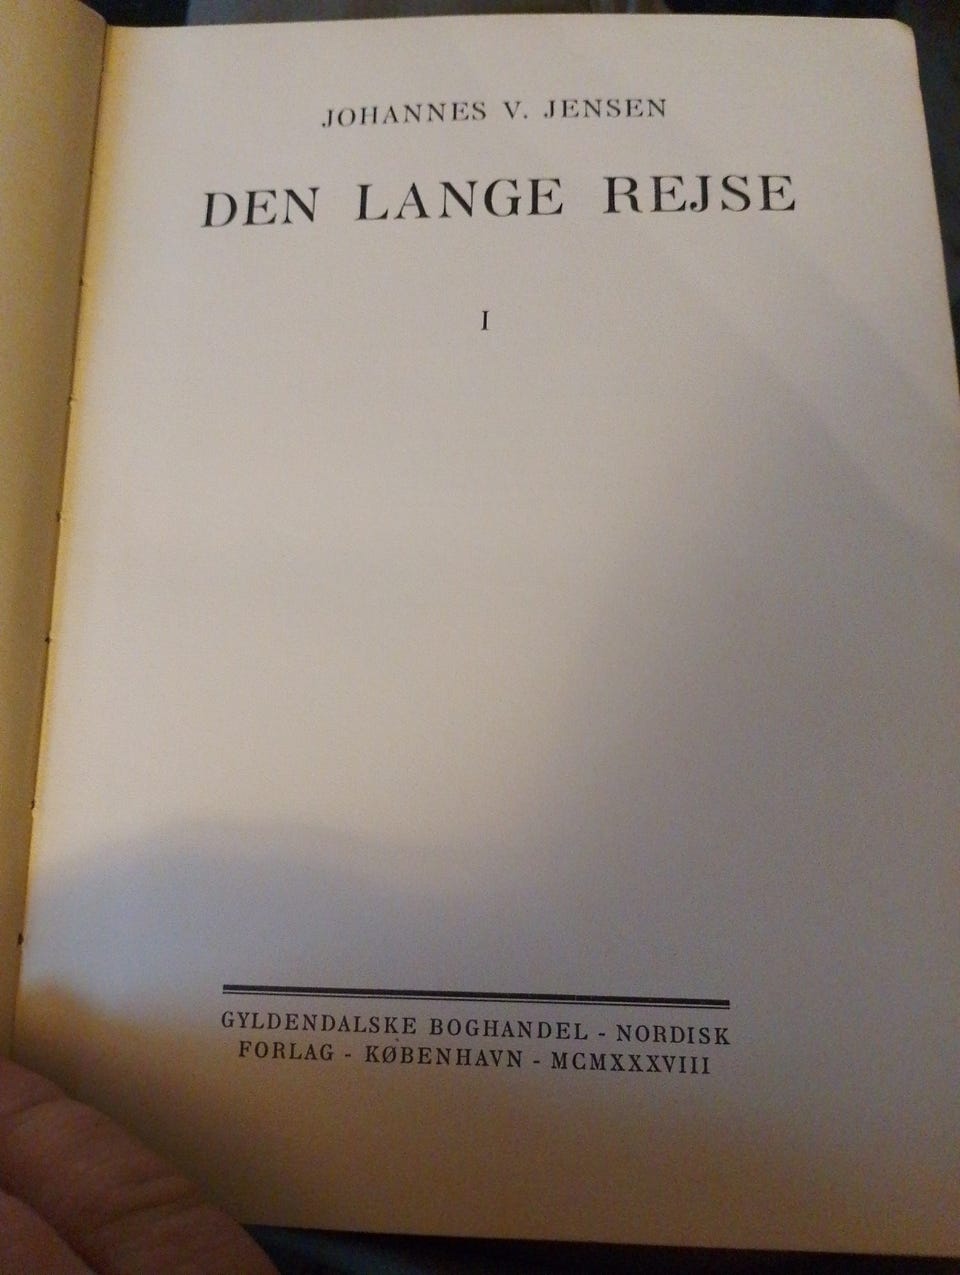 JOHANNES V. JENSEN
DEN LANGE REJSE
I
GYLDENDALSKE BOGHANDEL - NORDISK
FORLAG - KØBENHAVN - MCMXXXVIII